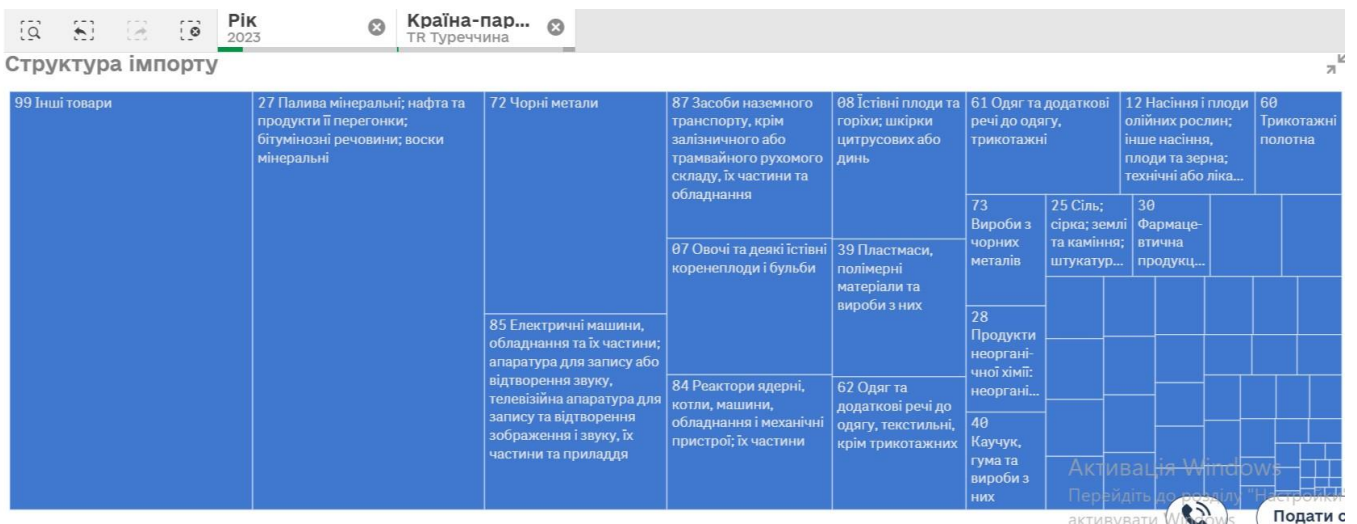 Рік
2023
Країна-пар...
TR Туреччина
Структура імпорту
99 Інші товари
27 Палива мінеральні; нафта та
продукти її перегонки;
бітумінозні речовини; воски
мінеральні
72 Чорні метали
85 Електричні машини,
обладнання та їх частини;
апаратура для запису або
відтворення звуку,
телевізійна апаратура для
запису та відтворення
зображення і звуку, їх
частини та приладдя
87 Засоби наземного
транспорту, крім
залізничного або
трамвайного рухомого
складу, їх частини та
обладнання
07 Овочі та деякі їстівні
коренеплоди і бульби
84 Реактори ядерні,
котли, машини,
обладнання і механічні
пристрої; їх частини
08 Їстівні плоди та
горіхи; шкірки
цитрусових або
динь
39 Пластмаси,
полімерні
матеріали та
вироби з них
62 Одяг та
додаткові речі до
одягу, текстильні,
крім трикотажних
61 Одяг та додаткові
речі до одягу,
трикотажні
12 Насіння і плоди
олійних рослин;
інше насіння,
плоди та зерна;
технічні або ліка...
60
Трикотажні
полотна
73
Вироби з
чорних
металів
25 Сіль;
сірка; землі
та каміння;
штукатур...
30
Фармаце-
втична
продукц...
28
Продукти
неоргані-
чної хімії:
неоргані...
40
Каучук,
гума та
вироби з
них
Активація Windows
Перейдіть до розділу "Настройки"
активувати Windows
Подати с